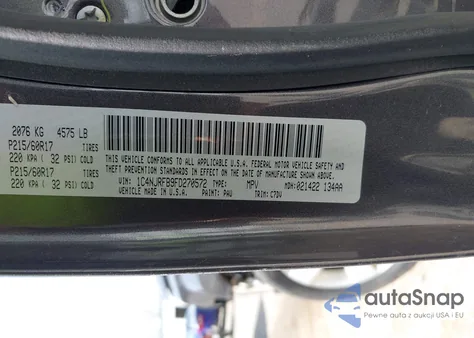 2076 KG 4575 LB
P215/60R17 TIRES
220 KPA ( 32 PSI) COLD
P215/60R17 TIRES
220 KPA ( 32 PSI) COLD
THIS VEHICLE CONFORMS TO ALL APPLICABLE U.S.A. FEDERAL MOTOR VEHICLE SAFETY, BUMPER, AND
THEFT PREVENTION STANDARDS IN EFFECT ON THE DATE OF MANUFACTURE SHOWN ABOVE.
VIN: 1C4NJRFB9FD270572 TYPE: MPV MDH:021422 134AA
VEHICLE MADE IN U.S.A. PAINT: PAU TRIM:C7DV
autaSnap
Pewne auta z aukcji USA i EU